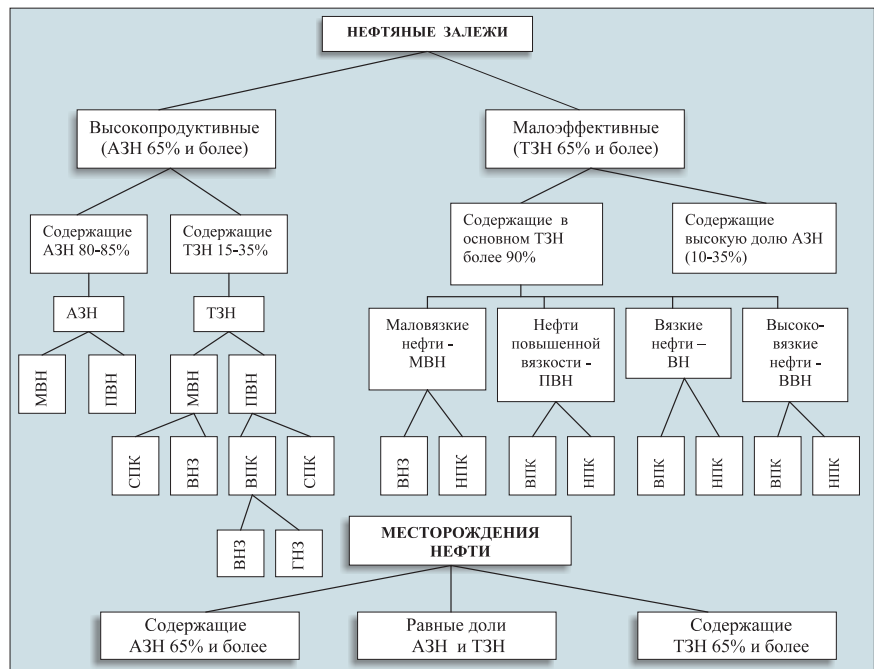 НЕФТЯНЫЕ ЗАЛЕЖИ
Высокопродуктивные
(АЗН 65% и более)
Малоэффективные
(ТЗН 65% и более)
Содержащие
АЗН 80-85%
Содержащие
ТЗН 15-35%
Содержащие в
основном ТЗН
более 90%
Содержащие
высокую долю АЗН
(10-35%)
АЗН
ТЗН
Маловязкие
нефти -
МВН
Нефти
повышенной
вязкости -
ПВН
Вязкие
нефти –
ВН
Высоко-
вязкие
нефти -
ВВН
МВН
ПВН
МВН
ПВН
СПК
ВНЗ
ВПК
СПК
ВНЗ
НПК
ВПК
НПК
ВПК
НПК
ВПК
НПК
ВНЗ
ГНЗ
МЕСТОРОЖДЕНИЯ
НЕФТИ
Содержащие
АЗН 65% и более
Равные доли
АЗН и ТЗН
Содержащие
ТЗН 65% и более